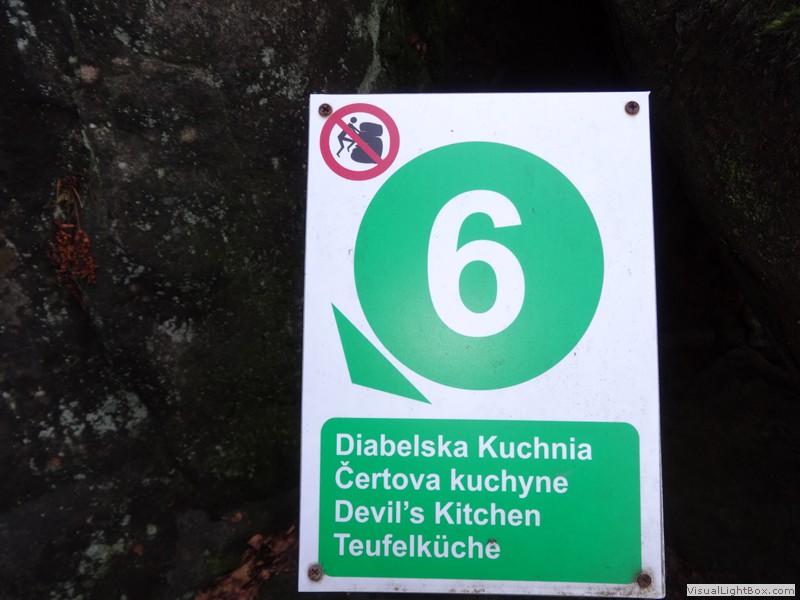 6
Diabelska Kuchnia
Čertova kuchyne
Devil's Kitchen
Teufelküche
VisualLightBox.com